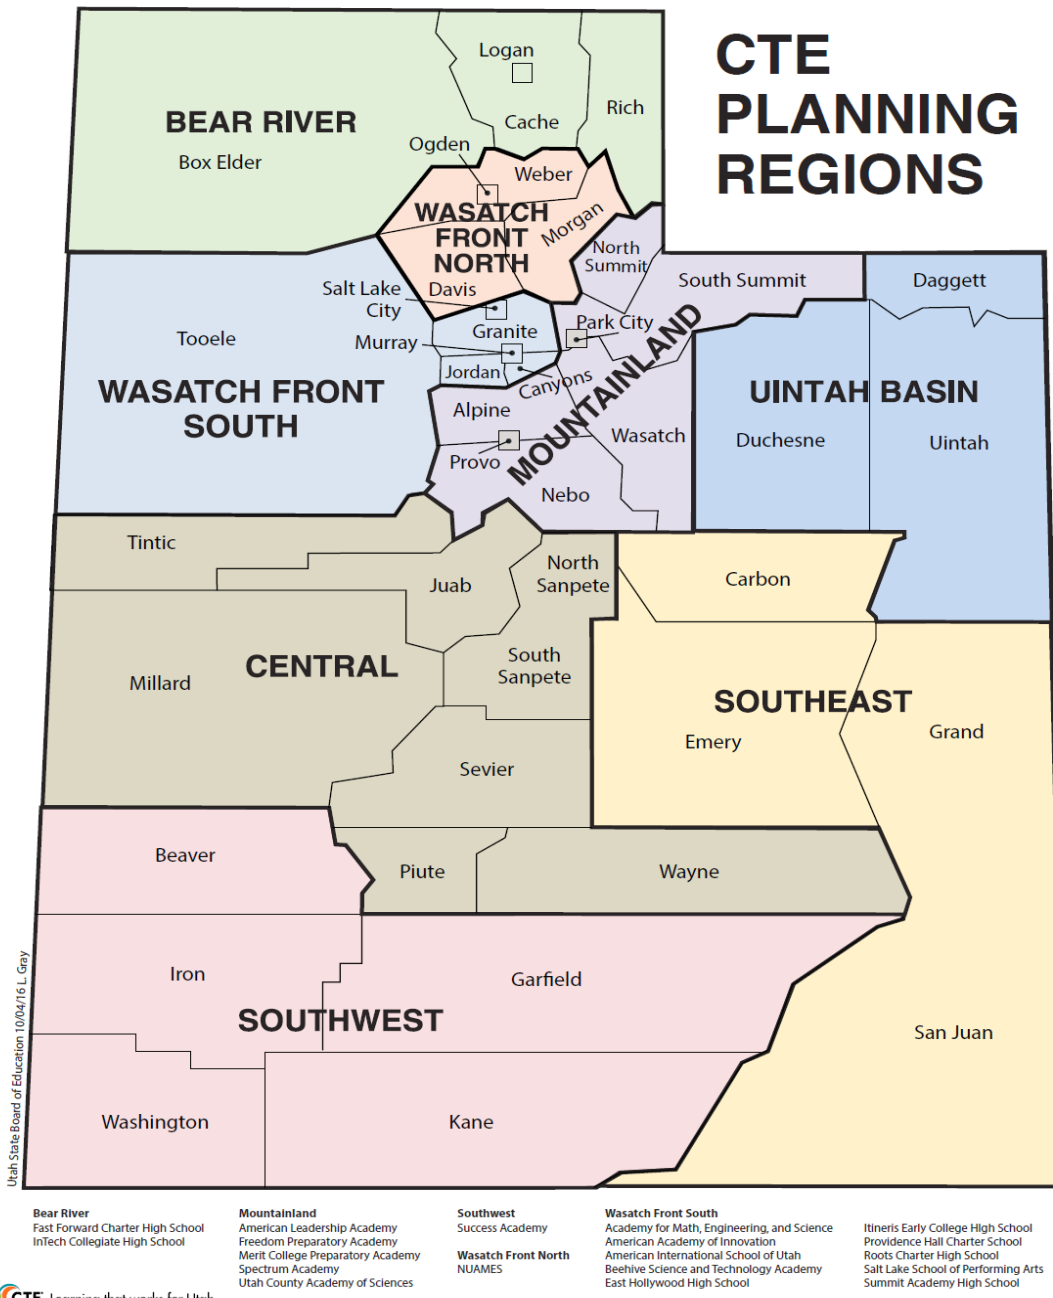 CTE
PLANNING
REGIONS
Logan
Rich
BEAR RIVER
Cache
Box Elder
Ogden
Weber
WASATCH
FRONT
NORTH
Morgan
North
Summit
South Summit
Daggett
Davis
Salt Lake
City
Tooele
Granite
Park City
Murray
Jordan
Canyons
WASATCH FRONT
SOUTH
MOUNTAINLAND
UINTAH BASIN
Alpine
Wasatch
Duchesne
Uintah
Provo
Nebo
Tintic
North
Sanpete
Juab
Carbon
CENTRAL
South
Sanpete
Millard
SOUTHEAST
Emery
Grand
Sevier
Beaver
Piute
Wayne
Iron
Garfield
SOUTHWEST
San Juan
Washington
Kane
Utah State Board of Education 10/04/16 L. Gray
Bear River
Fast Forward Charter High School
InTech Collegiate High School
Mountainland
American Leadership Academy
Freedom Preparatory Academy
Merit College Preparatory Academy
Spectrum Academy
Utah County Academy of Sciences
Southwest
Success Academy
Wasatch Front North
NUAMES
Wasatch Front South
Academy for Math, Engineering, and Science
American Academy of Innovation
American International School of Utah
Beehive Science and Technology Academy
East Hollywood High School
Itineris Early College HIgh School
Providence Hall Charter School
Roots Charter High School
Salt Lake School of Performing Arts
Summit Academy High School
CTE Learning that works for Utah